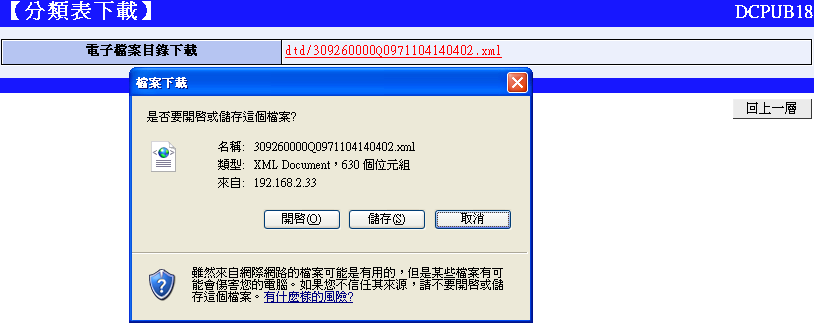 【分類表下載】 DCPUB18
電子檔案目錄下載 dtd/309260000Q0971104140402.xml
檔案下載
回上一層
是否要開啟或儲存這個檔案?
名稱: 309260000Q0971104140402.xml
類型: XML Document，630 個位元組
來自: 192.168.2.33
開啟(O) 儲存(S) 取消
雖然來自網際網路的檔案可能是有用的，但是某些檔案有可
能會傷害您的電腦。如果您不信任其來源，請不要開啟或儲
存這個檔案。有什麼樣的風險?